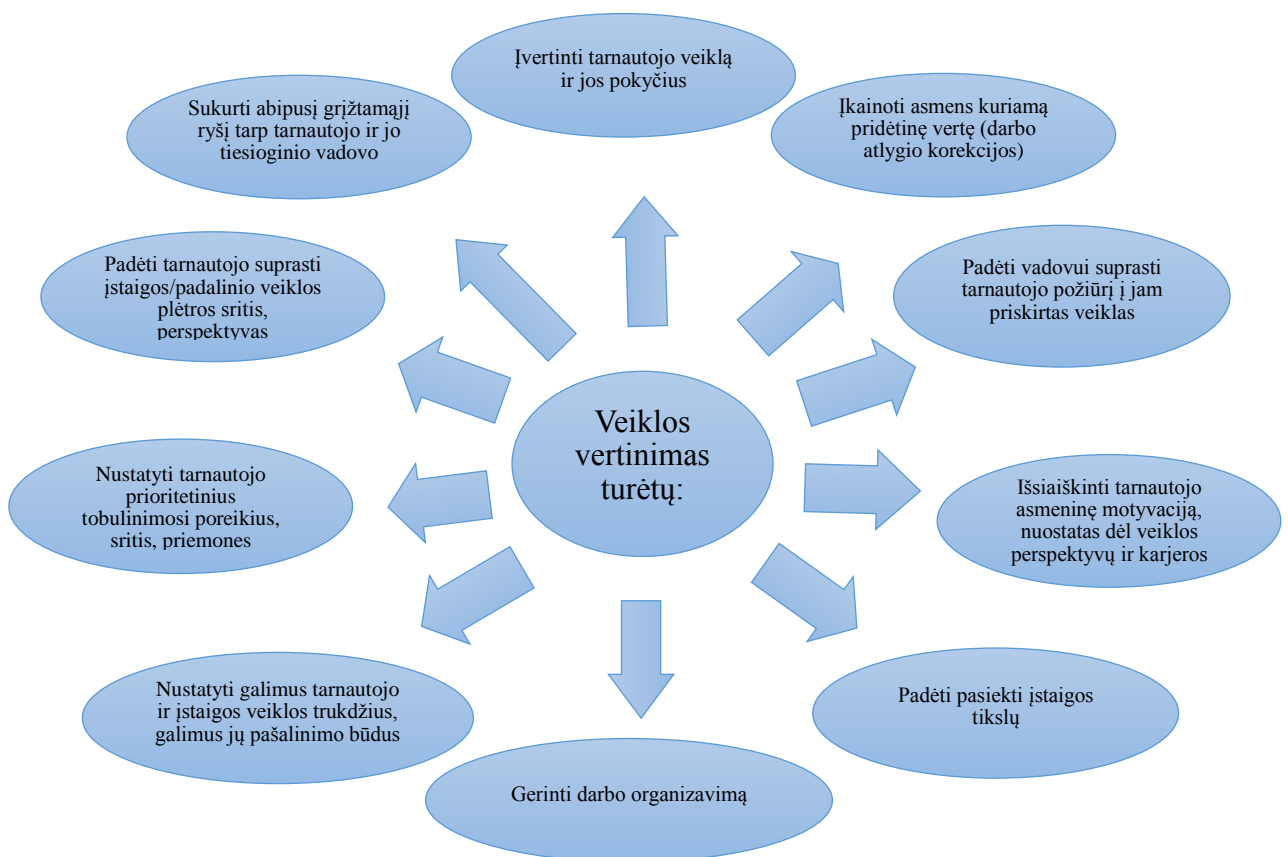 Įvertinti tarnautojo veiklą
ir jos pokyčius
Sukurti abipusį grįžtamąjį
ryšį tarp tarnautojo ir jo
tiesioginio vadovo
Įkainoti asmens kuriamą
pridėtinę vertę (darbo
atlygio korekcijos)
Padėti tarnautojo suprasti
įstaigos/padalinio veiklos
plėtros sritis,
perspektyvas
Padėti vadovui suprasti
tarnautojo požiūrį į jam
priskirtas veiklas
Veiklos
vertinimas
turėtų:
Nustatyti tarnautojo
prioritetinius
tobulinimosi poreikius,
sritis, priemones
Išsiaiškinti tarnautojo
asmeninę motyvaciją,
nuostatas dėl veiklos
perspektyvų ir karjeros
Nustatyti galimus tarnautojo
ir įstaigos veiklos trukdžius,
galimus jų pašalinimo būdus
Padėti pasiekti įstaigos
tikslų
Gerinti darbo organizavimą